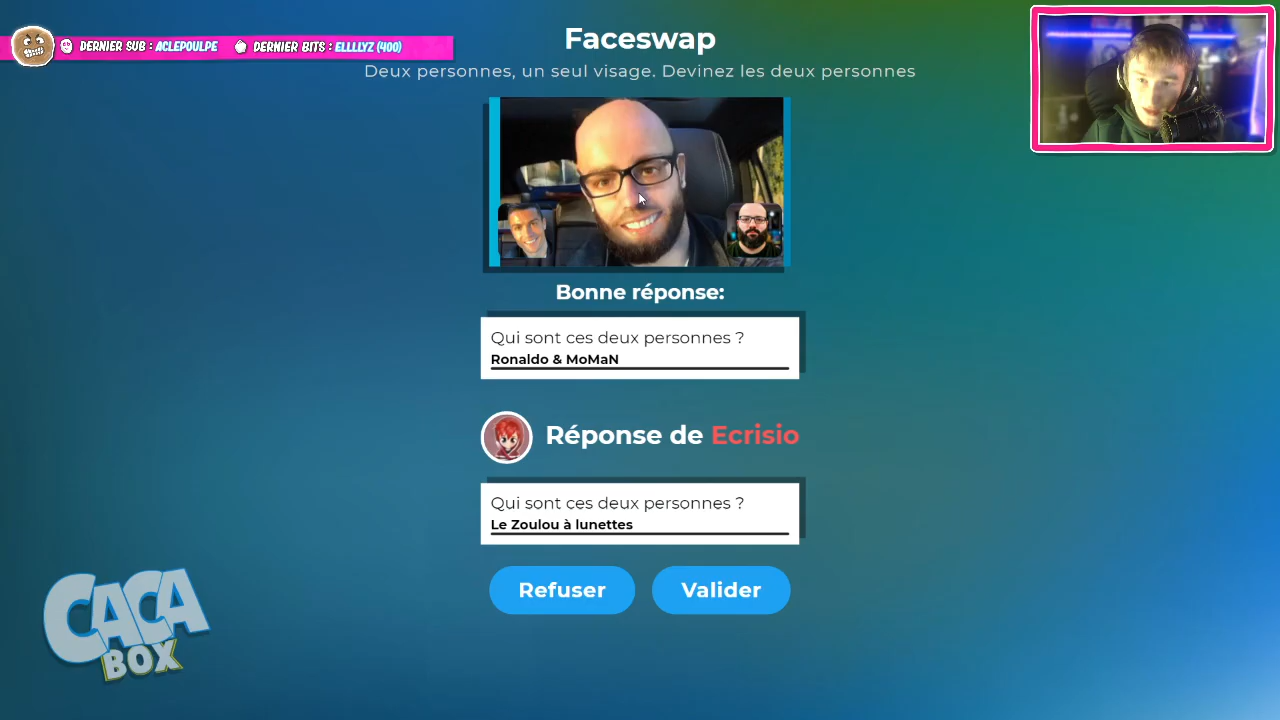 DERNIER SUB : ACLEPOULPE DERNIER BITS : ELLLLYZ (400)
Faceswap
Deux personnes, un seul visage. Devinez les deux personnes
Bonne réponse:
Qui sont ces deux personnes ?
Ronaldo & MoMaN
Réponse de Ecrisio
Qui sont ces deux personnes ?
Le Zoulou à lunettes
Refuser Valider
CACA
BOX